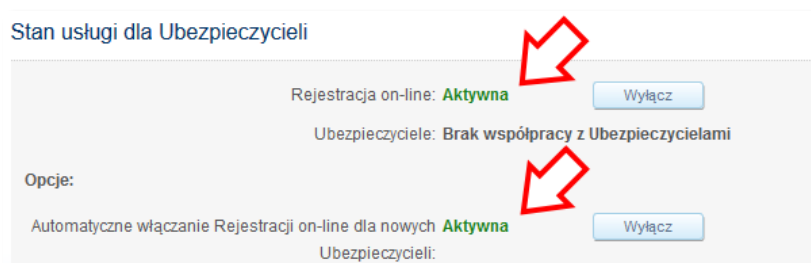 Stan usługi dla Ubezpieczycieli
Rejestracja on-line: Aktywna Wyłącz
Ubezpieczyciele: Brak współpracy z Ubezpieczycielami
Opcje:
Automatyczne włączanie Rejestracji on-line dla nowych Aktywna Wyłącz
Ubezpieczycieli: